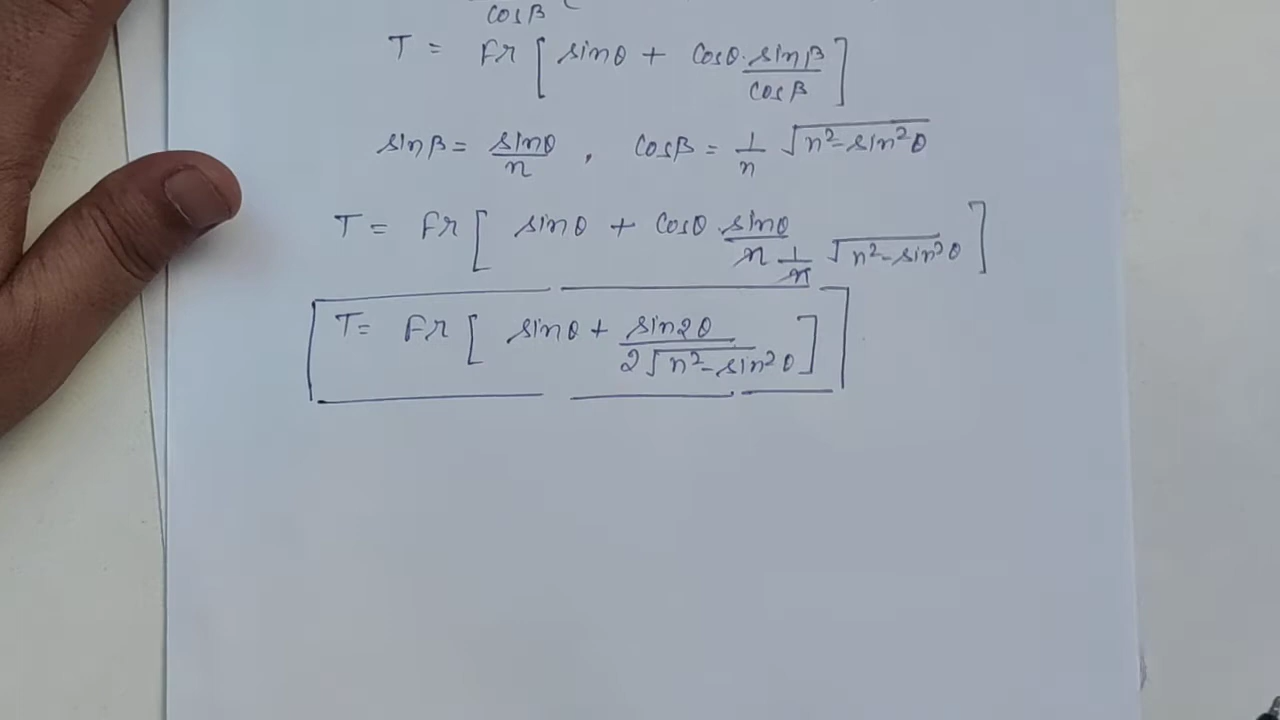 cosβ
T = Fr [ sinθ + cosθ. sinβ / cosβ ]
sinβ = sinθ / n , cosβ = 1/n √n²-sin²θ
T = Fr [ sinθ + cosθ . sinθ / n 1/n √n²-sin²θ ]
T = Fr [ sinθ + sin2θ / 2√n²-sin²θ ]